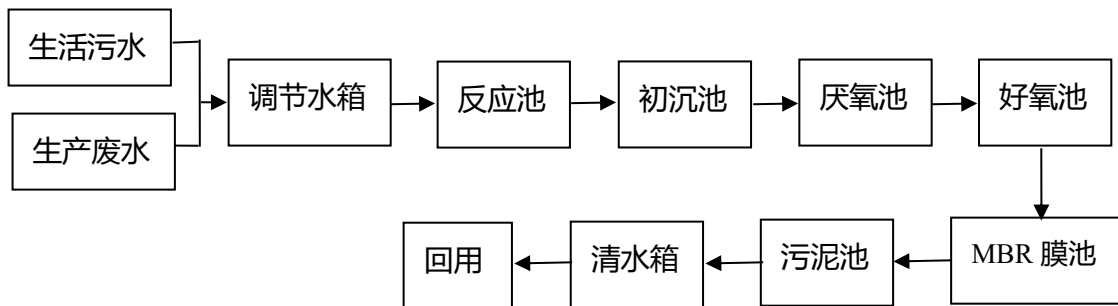 生活污水
生产废水
调节水箱
反应池
初沉池
厌氧池
好氧池
MBR 膜池
污泥池
清水箱
回用